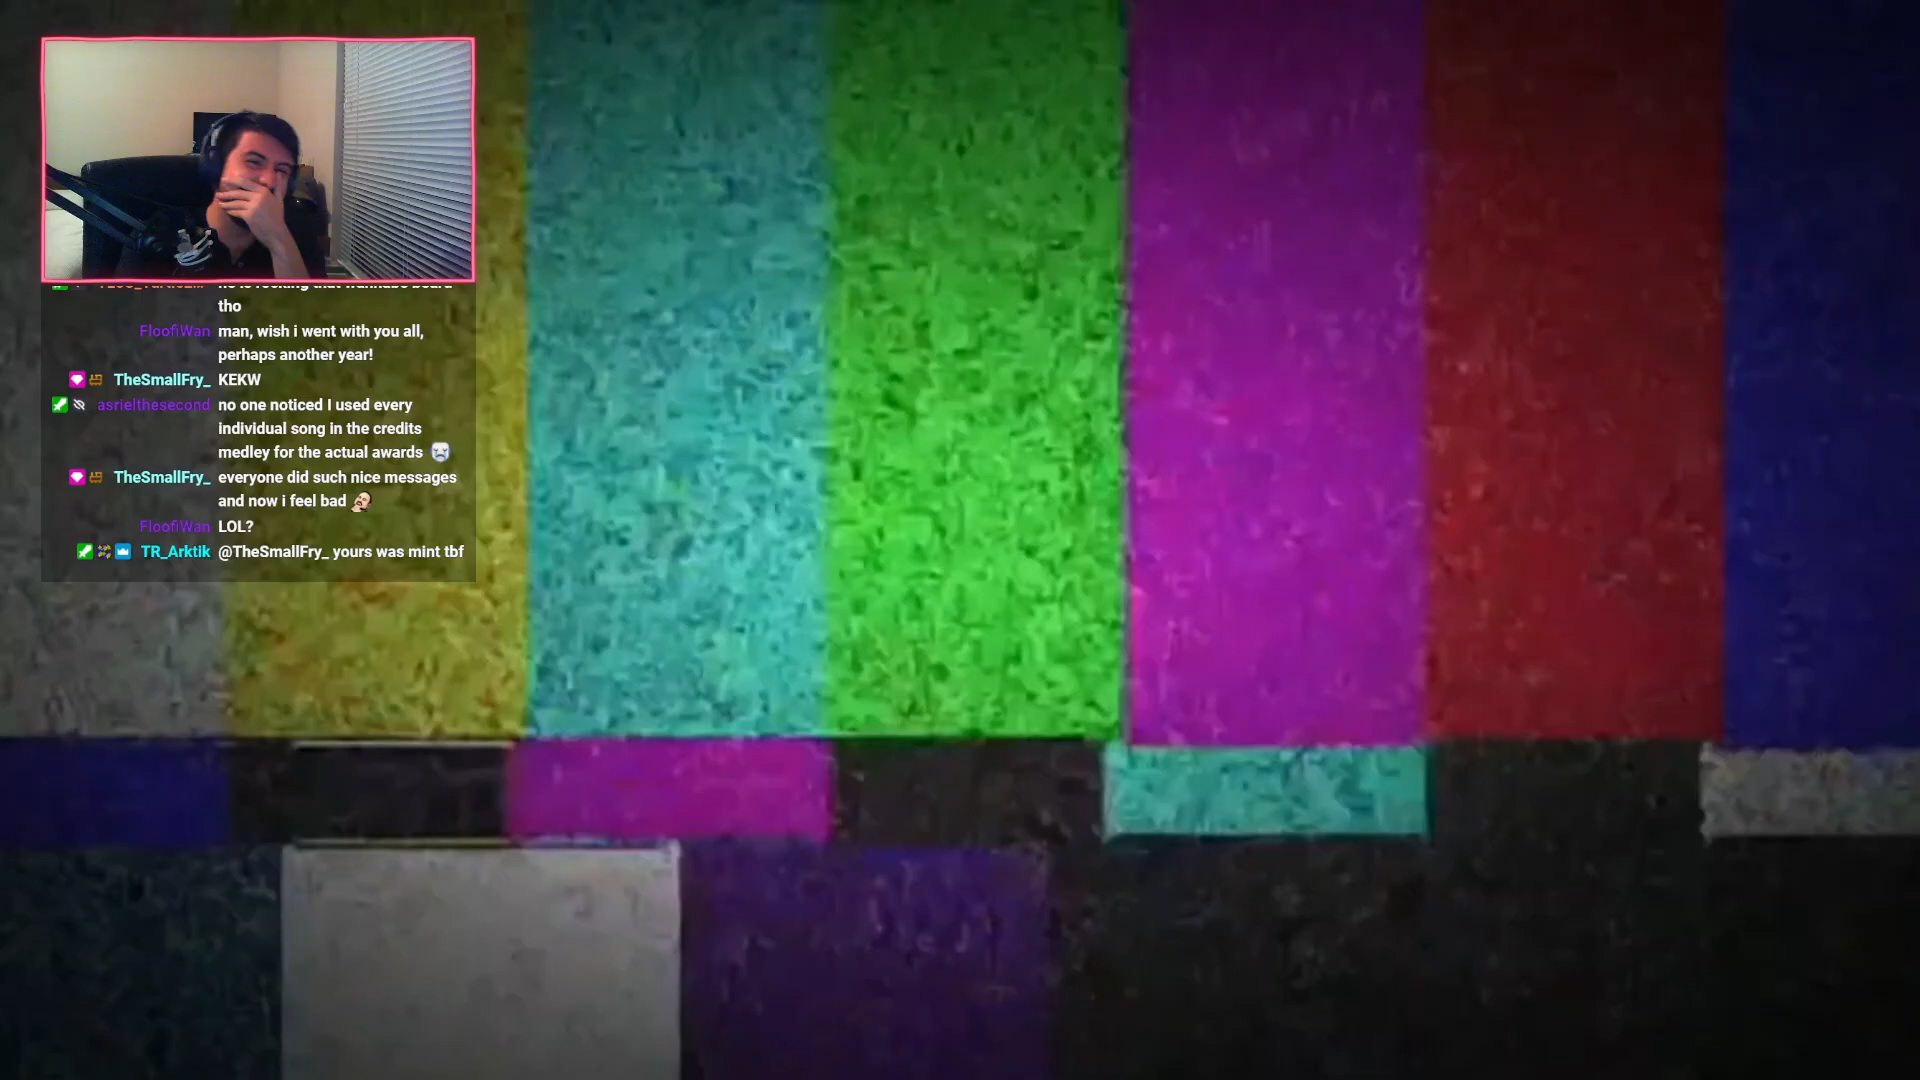 tho
FloofiWan man, wish i went with you all,
perhaps another year!
TheSmallFry_ KEKW
asrielthesecond no one noticed I used every
individual song in the credits
medley for the actual awards
TheSmallFry_ everyone did such nice messages
and now i feel bad
FloofiWan LOL?
TR_Arktik @TheSmallFry_ yours was mint tbf